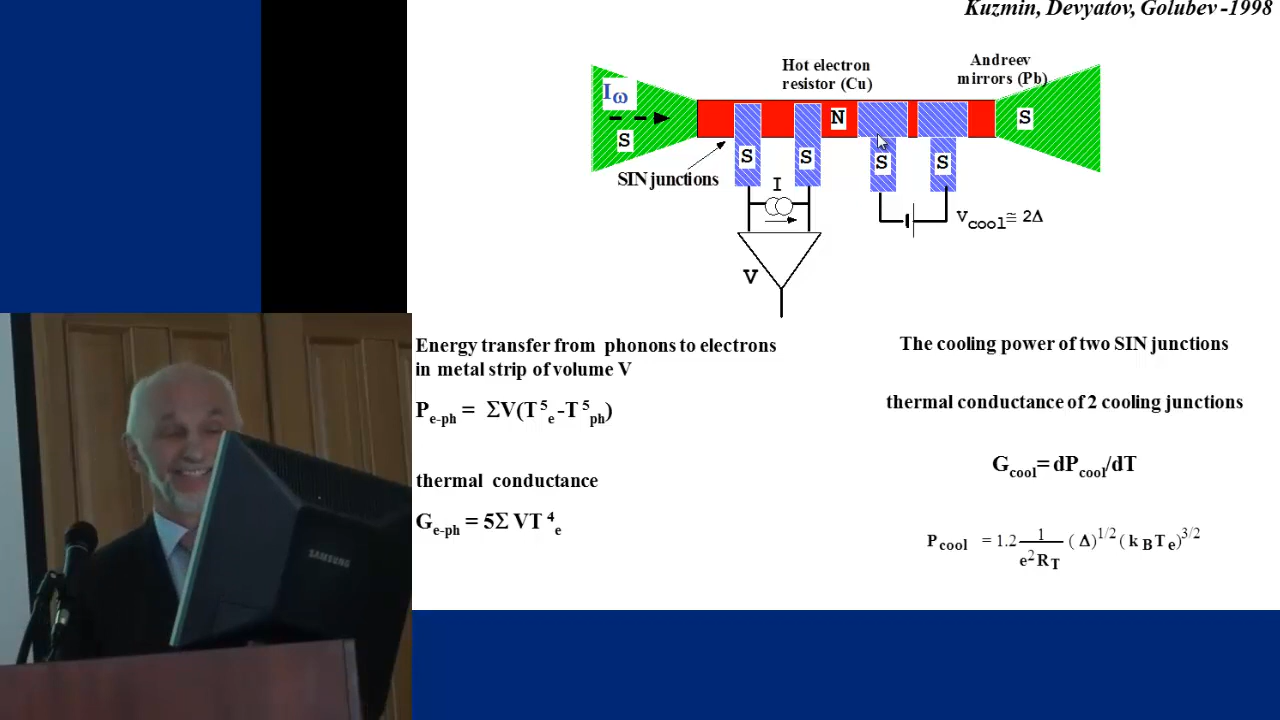 Kuzmin, Devyatov, Golubev -1998
Hot electron
resistor (Cu)
Andreev
mirrors (Pb)
Iω
S
N
S
S
S
S
S
SIN junctions
I
V
Vcool≅ 2Δ
Energy transfer from phonons to electrons
in metal strip of volume V
Pe-ph = ΣV(T⁵e -T⁵ph)
thermal conductance
Ge-ph = 5Σ VT⁴e
The cooling power of two SIN junctions
thermal conductance of 2 cooling junctions
Gcool= dPcool/dT
Pcool = 1.2 1/e²RT (Δ)^1/2 (kBTe)^3/2
SAMSUNG